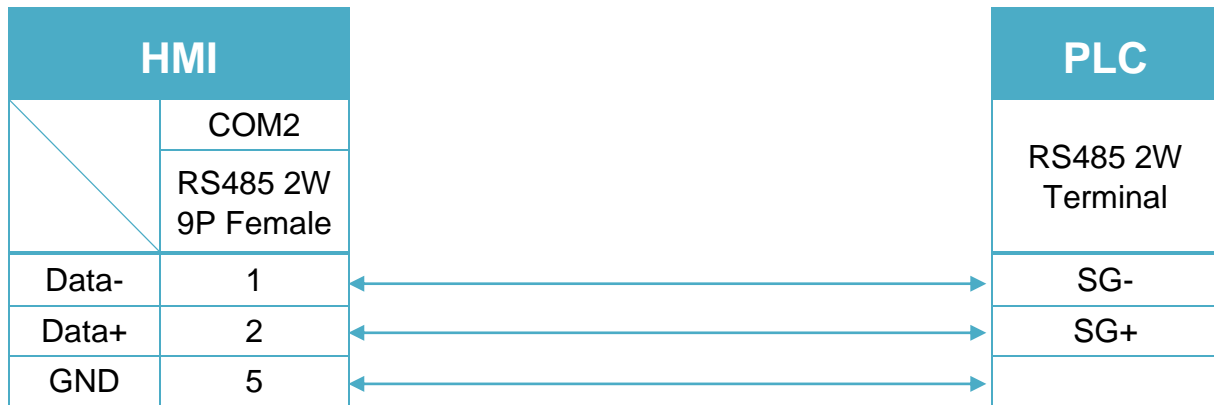 HMI
PLC
COM2
RS485 2W
9P Female
RS485 2W
Terminal
Data- 1 SG-
Data+ 2 SG+
GND 5